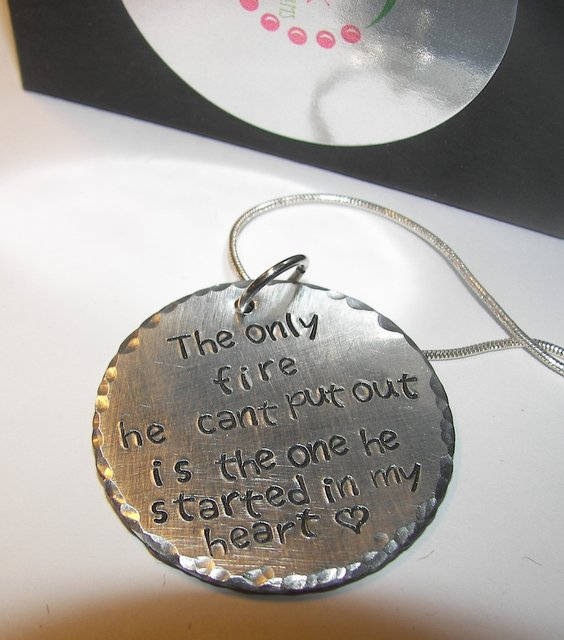 The only
fire
he cant put out
is the one he
started in my
heart